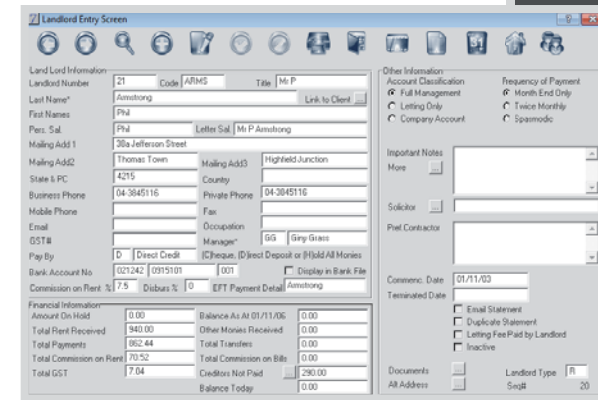 Landlord Entry Screen
Land Lord Information
Landlord Number 21 Code ARMS Title Mr P
Last Name* Armstrong Link to Client ...
First Names Phil
Pers. Sal. Phil Letter Sal Mr P Armstrong
Mailing Add 1 38a Jefferson Street
Mailing Add2 Thomas Town Mailing Add3 Highfield Junction
State & PC 4215 Country
Business Phone 04-3845116 Private Phone 04-3845116
Mobile Phone Fax
Email Occupation
GST# Manager* GG Giny Grass
Pay By D Direct Credit (C)heque, (D)irect Deposit or (H)old All Monies
Bank Account No 021242 0915101 001 Display in Bank File
Commission on Rent % 7.5 Disburs % 0 EFT Payment Detail Armstrong
Financial Information
Amount On Hold 0.00 Balance As At 01/11/06 0.00
Total Rent Received 940.00 Other Monies Received 0.00
Total Payments 862.44 Total Transfers 0.00
Total Commission on Rent 70.52 Total Commission on Bills 0.00
Total GST 7.04 Creditors Not Paid ... 290.00
Balance Today 0.00
Other Information
Account Classification Frequency of Payment
Full Management Month End Only
Letting Only Twice Monthly
Company Account Spasmodic
Important Notes
More ...
Solicitor ...
Pref. Contractor
Commenc. Date 01/11/03
Terminated Date
Email Statement
Duplicate Statement
Letting Fee Paid by Landlord
Inactive
Documents ... Landlord Type R
Alt Address ... Seq# 20